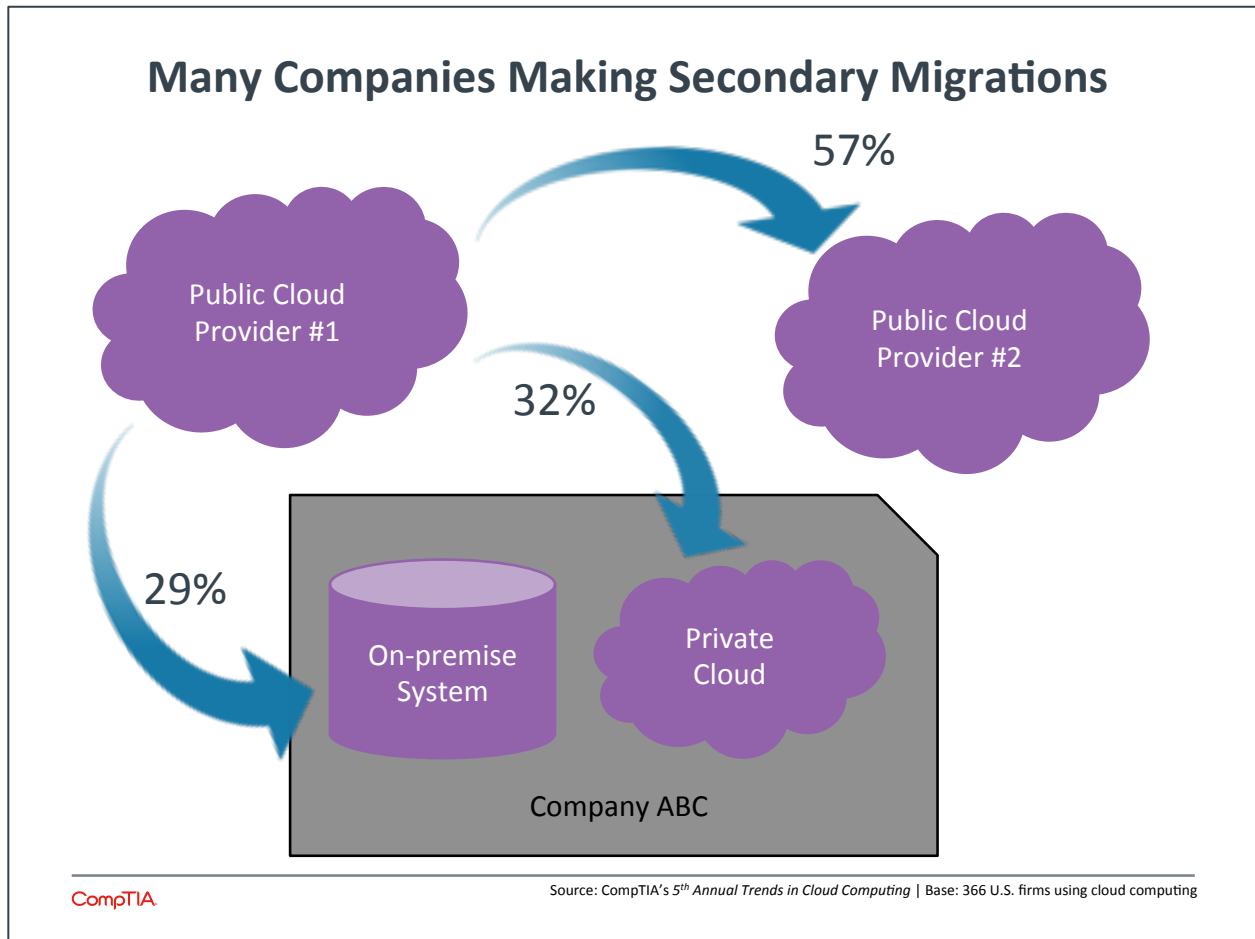 Many Companies Making Secondary Migrations
57%
Public Cloud
Provider #1
Public Cloud
Provider #2
32%
29%
On-premise
System
Private
Cloud
Company ABC
CompTIA.
Source: CompTIA's 5th Annual Trends in Cloud Computing | Base: 366 U.S. firms using cloud computing